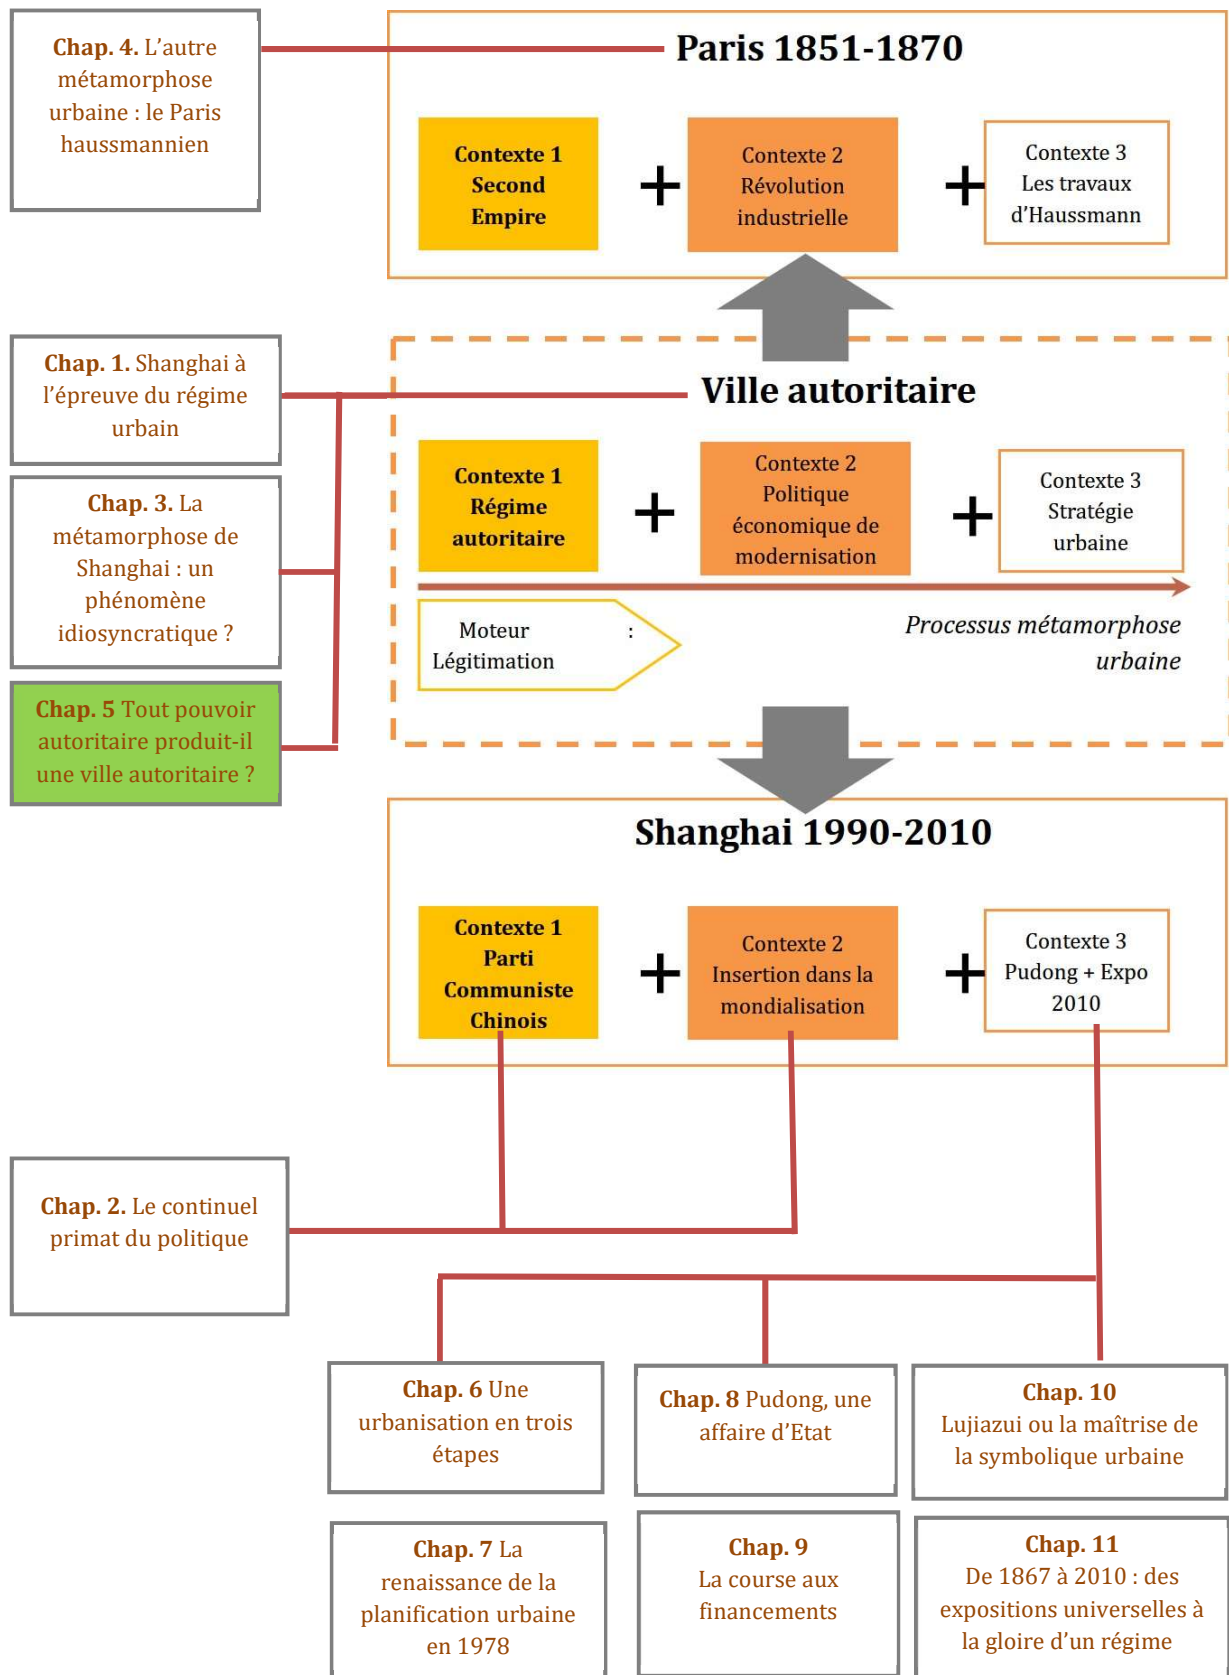 Chap. 4. L’autre
métamorphose
urbaine : le Paris
haussmannien
Paris 1851-1870
Contexte 1
Second
Empire
+
Contexte 2
Révolution
industrielle
+
Contexte 3
Les travaux
d’Haussmann
Chap. 1. Shanghai à
l’épreuve du régime
urbain
Chap. 3. La
métamorphose de
Shanghai : un
phénomène
idiosyncratique ?
Chap. 5 Tout pouvoir
autoritaire produit-il
une ville autoritaire ?
Ville autoritaire
Contexte 1
Régime
autoritaire
+
Contexte 2
Politique
économique de
modernisation
+
Contexte 3
Stratégie
urbaine
Moteur :
Légitimation
Processus métamorphose
urbaine
Shanghai 1990-2010
Contexte 1
Parti
Communiste
Chinois
+
Contexte 2
Insertion dans la
mondialisation
+
Contexte 3
Pudong + Expo
2010
Chap. 2. Le continuel
primat du politique
Chap. 6 Une
urbanisation en trois
étapes
Chap. 8 Pudong, une
affaire d’Etat
Chap. 10
Lujiazui ou la maîtrise de
la symbolique urbaine
Chap. 7 La
renaissance de la
planification urbaine
en 1978
Chap. 9
La course aux
financements
Chap. 11
De 1867 à 2010 : des
expositions universelles à
la gloire d’un régime